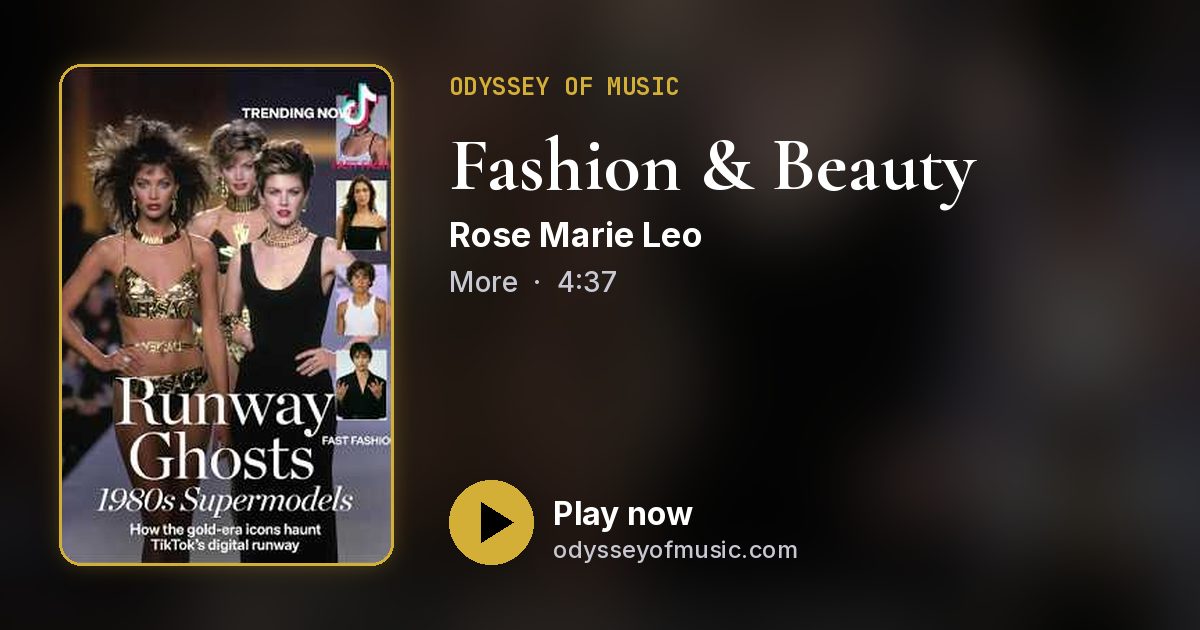 ODYSSEY OF MUSIC
Fashion & Beauty
Rose Marie Leo
More · 4:37
Play now
odysseyofmusic.com
TRENDING NOW
Runway
Ghosts
FAST FASHIO
1980s Supermodels
How the gold-era icons haunt
TikTok's digital runway